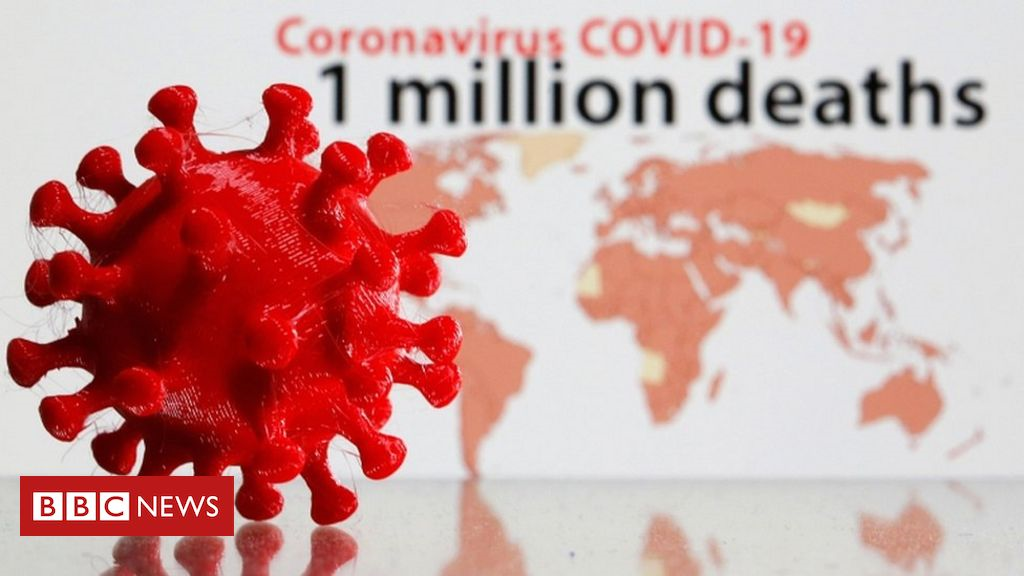 Coronavirus COVID-19
1 million deaths
BBC NEWS